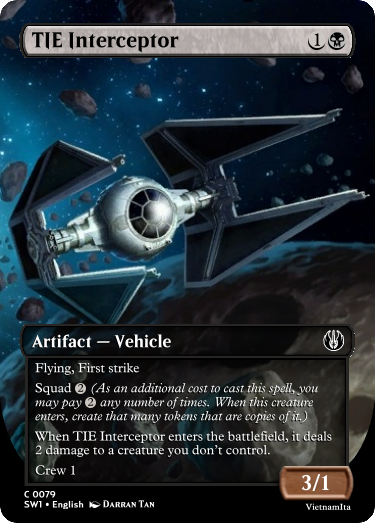 TIE Interceptor 1
Artifact — Vehicle
Flying, First strike
Squad 2 (As an additional cost to cast this spell, you
may pay 2 any number of times. When this creature
enters, create that many tokens that are copies of it.)
When TIE Interceptor enters the battlefield, it deals
2 damage to a creature you don't control.
Crew 1
3/1
C 0079
SW1 • English DARRAN TAN
VietnamIta